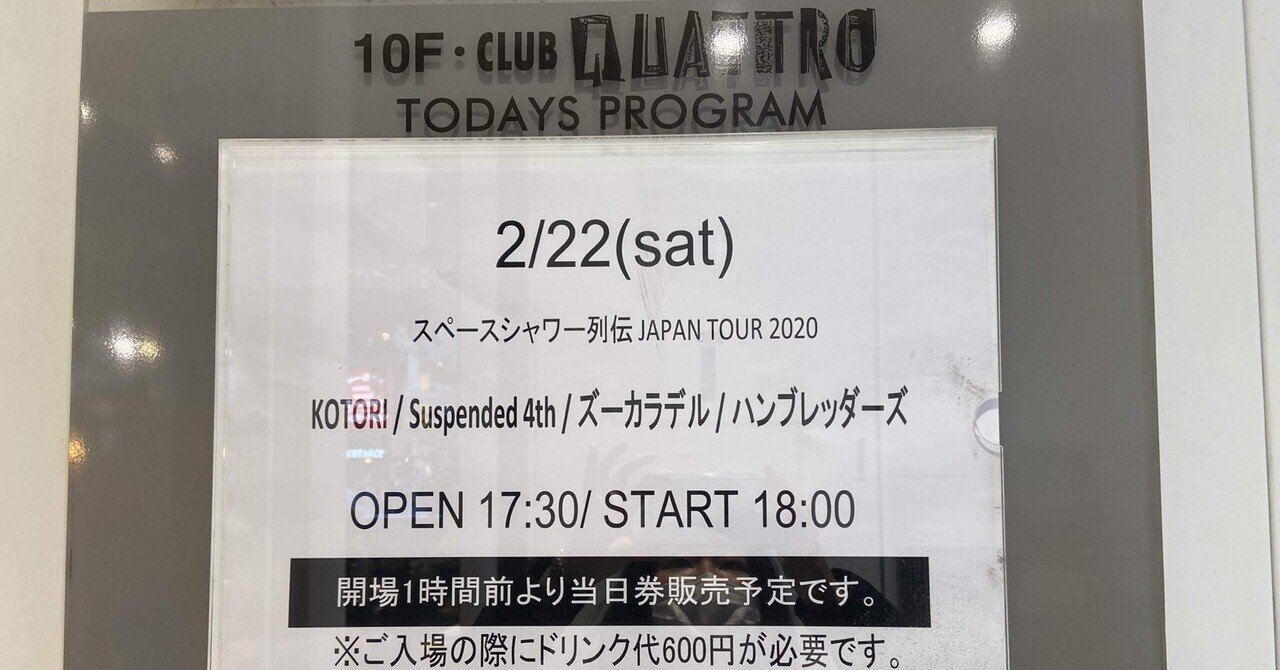 10F・CLUB QUATTRO
TODAYS PROGRAM
2/22(sat)
スペースシャワー列伝 JAPAN TOUR 2020
KOTORI / Suspended 4th / ズーカラデル / ハンブレッダーズ
OPEN 17:30/ START 18:00
開場1時間前より当日券販売予定です。
※ご入場の際にドリンク代600円が必要です。